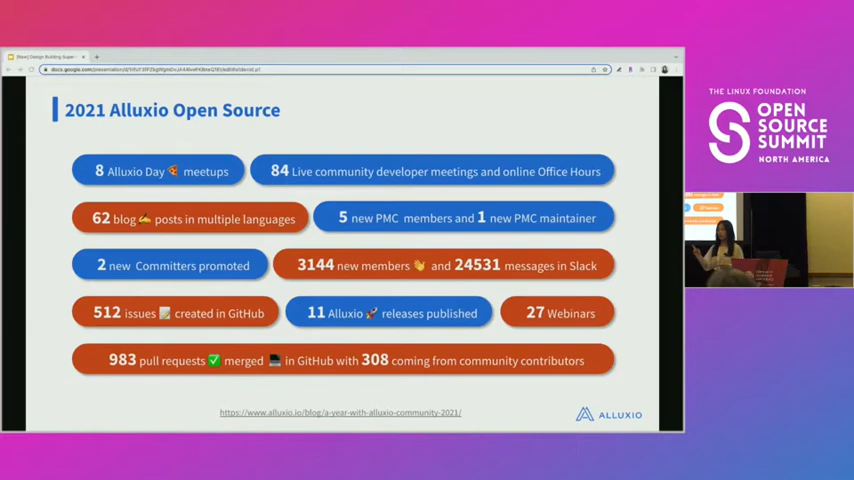 THE LINUX FOUNDATION
OPEN
SOURCE
SUMMIT
NORTH AMERICA
2021 Alluxio Open Source
8 Alluxio Day 🍕 meetups
84 Live community developer meetings and online Office Hours
62 blog ✍ posts in multiple languages
5 new PMC members and 1 new PMC maintainer
2 new Committers promoted
3144 new members 👋 and 24531 messages in Slack
512 issues 📝 created in GitHub
11 Alluxio 🚀 releases published
27 Webinars
983 pull requests ✅ merged 💻 in GitHub with 308 coming from community contributors
https://www.alluxio.io/blog/a-year-with-alluxio-community-2021/
ALLUXIO